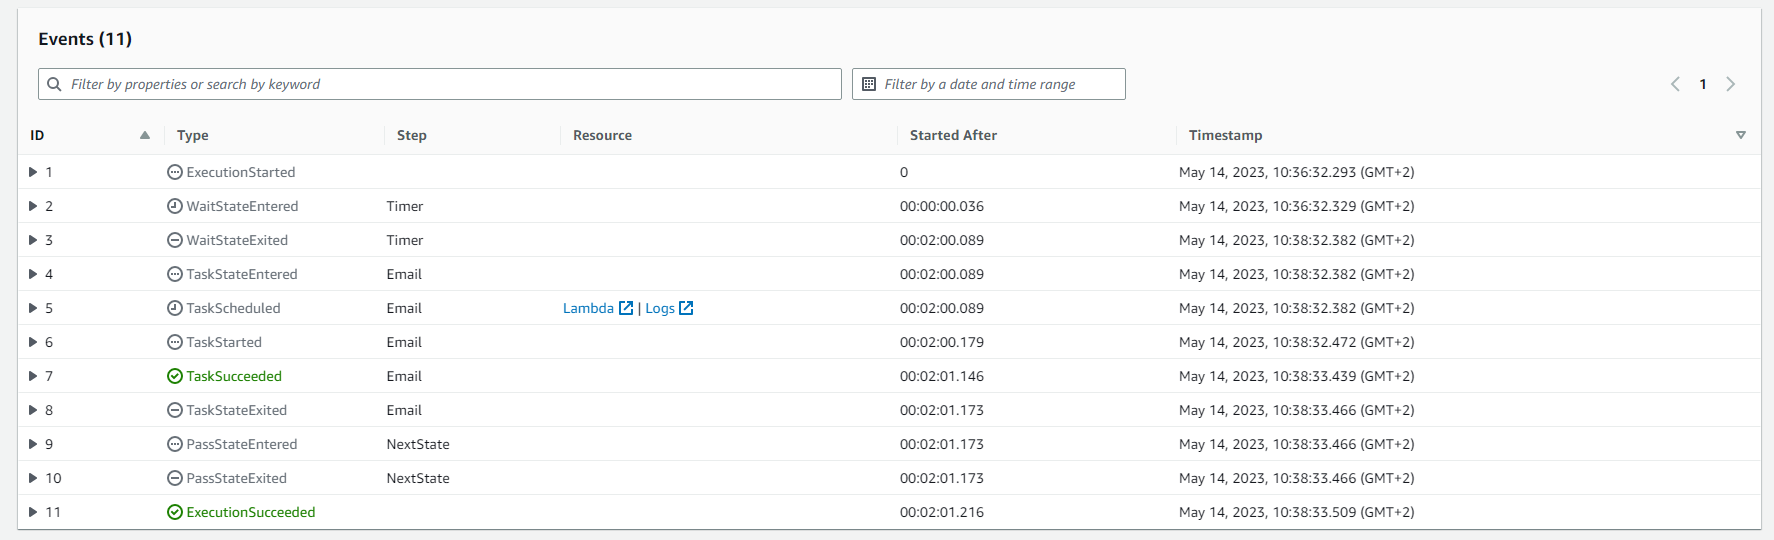 Events (11)
Filter by properties or search by keyword Filter by a date and time range 1
ID Type Step Resource Started After Timestamp
1 ExecutionStarted 0 May 14, 2023, 10:36:32.293 (GMT+2)
2 WaitStateEntered Timer 00:00:00.036 May 14, 2023, 10:36:32.329 (GMT+2)
3 WaitStateExited Timer 00:02:00.089 May 14, 2023, 10:38:32.382 (GMT+2)
4 TaskStateEntered Email 00:02:00.089 May 14, 2023, 10:38:32.382 (GMT+2)
5 TaskScheduled Email Lambda | Logs 00:02:00.089 May 14, 2023, 10:38:32.382 (GMT+2)
6 TaskStarted Email 00:02:00.179 May 14, 2023, 10:38:32.472 (GMT+2)
7 TaskSucceeded Email 00:02:01.146 May 14, 2023, 10:38:33.439 (GMT+2)
8 TaskStateExited Email 00:02:01.173 May 14, 2023, 10:38:33.466 (GMT+2)
9 PassStateEntered NextState 00:02:01.173 May 14, 2023, 10:38:33.466 (GMT+2)
10 PassStateExited NextState 00:02:01.173 May 14, 2023, 10:38:33.466 (GMT+2)
11 ExecutionSucceeded 00:02:01.216 May 14, 2023, 10:38:33.509 (GMT+2)